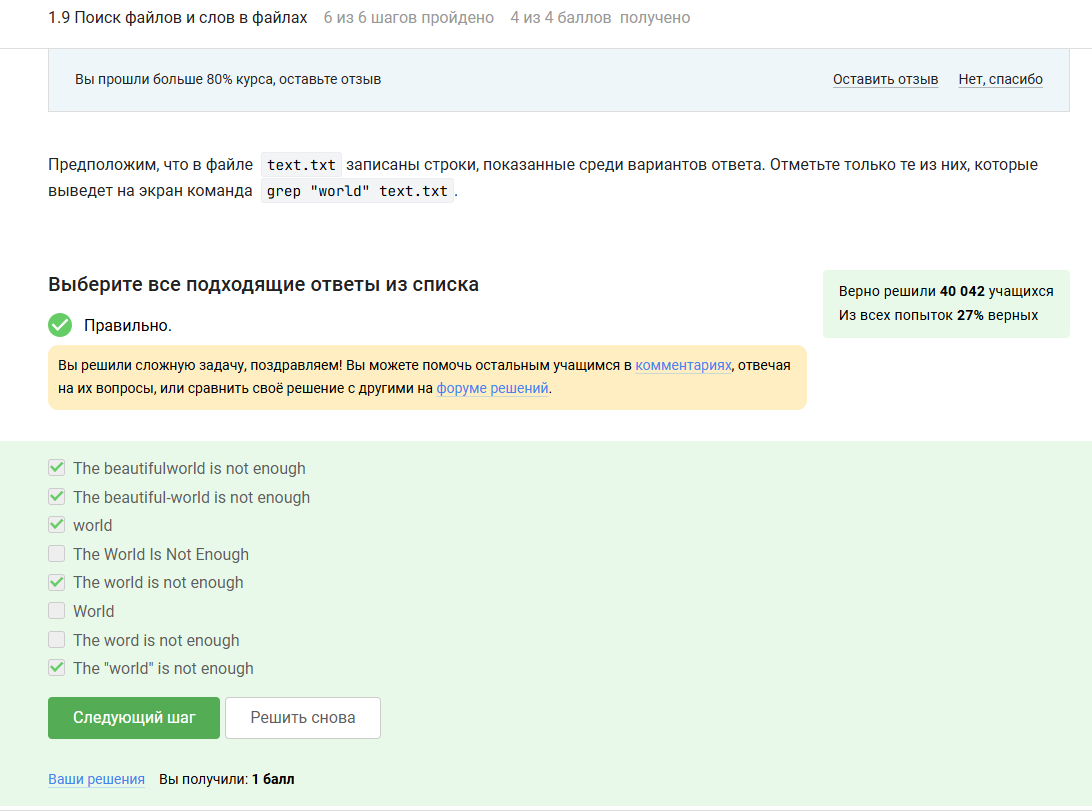 1.9 Поиск файлов и слов в файлах 6 из 6 шагов пройдено 4 из 4 баллов получено
Вы прошли больше 80% курса, оставьте отзыв Оставить отзыв Нет, спасибо
Предположим, что в файле text.txt записаны строки, показанные среди вариантов ответа. Отметьте только те из них, которые
выведет на экран команда grep "world" text.txt.
Выберите все подходящие ответы из списка
Верно решили 40 042 учащихся
Из всех попыток 27% верных
Правильно.
Вы решили сложную задачу, поздравляем! Вы можете помочь остальным учащимся в комментариях, отвечая
на их вопросы, или сравнить своё решение с другими на форуме решений.
The beautifulworld is not enough
The beautiful-world is not enough
world
The World Is Not Enough
The world is not enough
World
The word is not enough
The "world" is not enough
Следующий шаг Решить снова
Ваши решения Вы получили: 1 балл